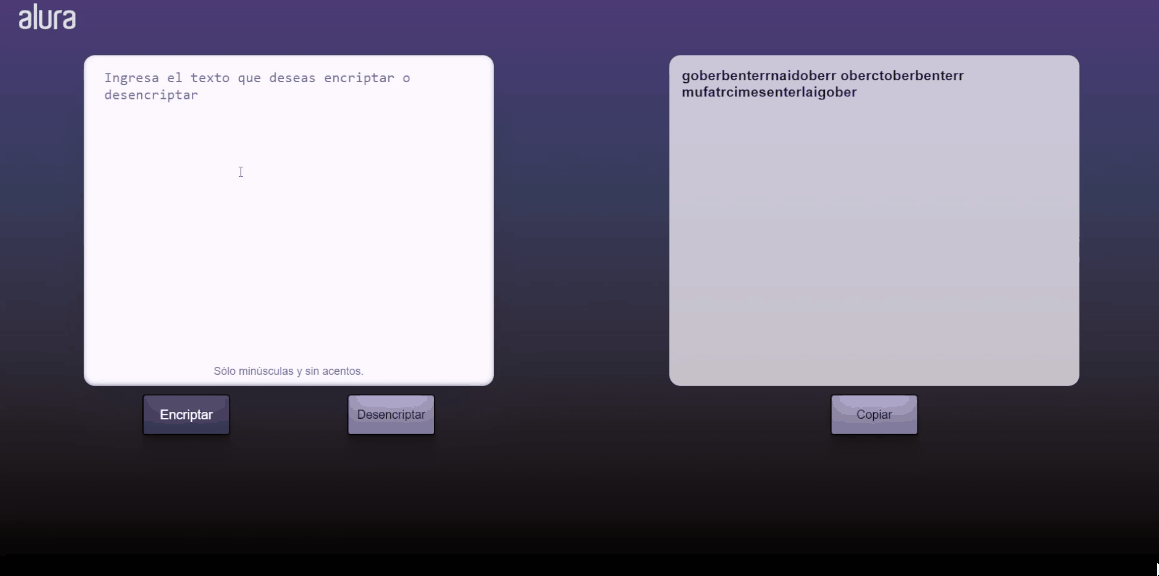 alura
Ingresa el texto que deseas encriptar o
desencriptar
Sólo minúsculas y sin acentos.
Encriptar
Desencriptar
goberbenterrnaidoberr oberctoberbenterr
mufatrcimesenterlaigober
Copiar